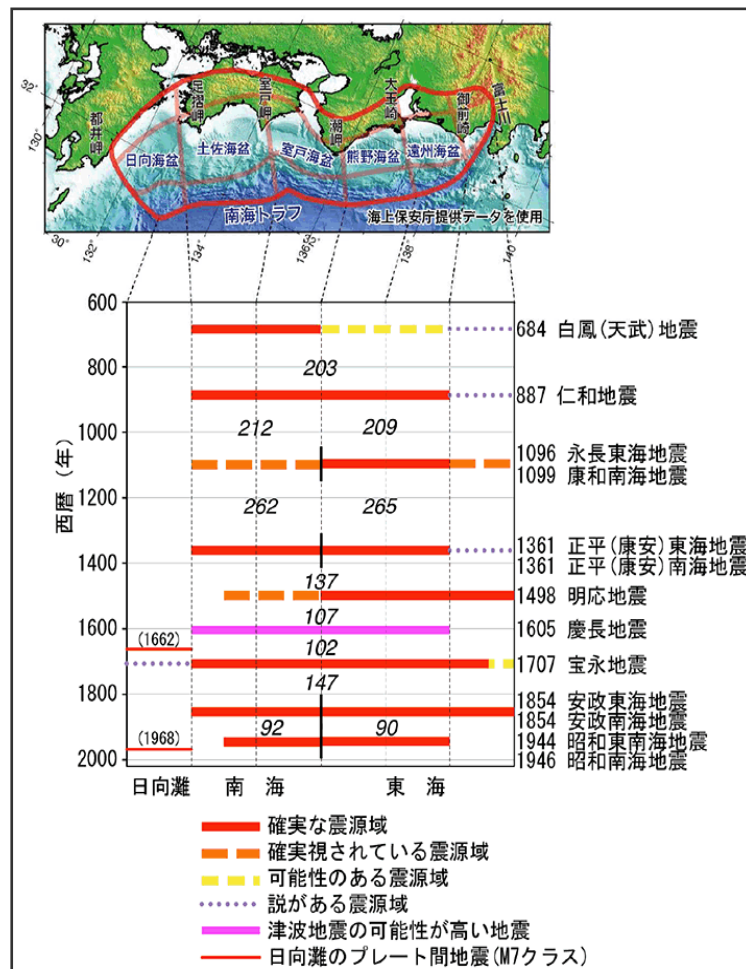 32°
130°
都井岬
足摺岬
室戸岬
潮岬
大王崎
御前崎
富士川
日向海盆
土佐海盆
室戸海盆
熊野海盆
遠州海盆
南海トラフ
海上保安庁提供データを使用
30°
132°
134°
136°
138°
140°
西暦(年)
600
800
1000
1200
1400
1600
1800
2000
684 白鳳(天武)地震
203
887 仁和地震
212
209
1096 永長東海地震
1099 康和南海地震
262
265
1361 正平(康安)東海地震
1361 正平(康安)南海地震
137
1498 明応地震
107
1605 慶長地震
(1662)
102
1707 宝永地震
147
1854 安政東海地震
1854 安政南海地震
(1968)
92
90
1944 昭和東南海地震
1946 昭和南海地震
日向灘 南海 東海
確実な震源域
確実視されている震源域
可能性のある震源域
説がある震源域
津波地震の可能性が高い地震
日向灘のプレート間地震(M7クラス)